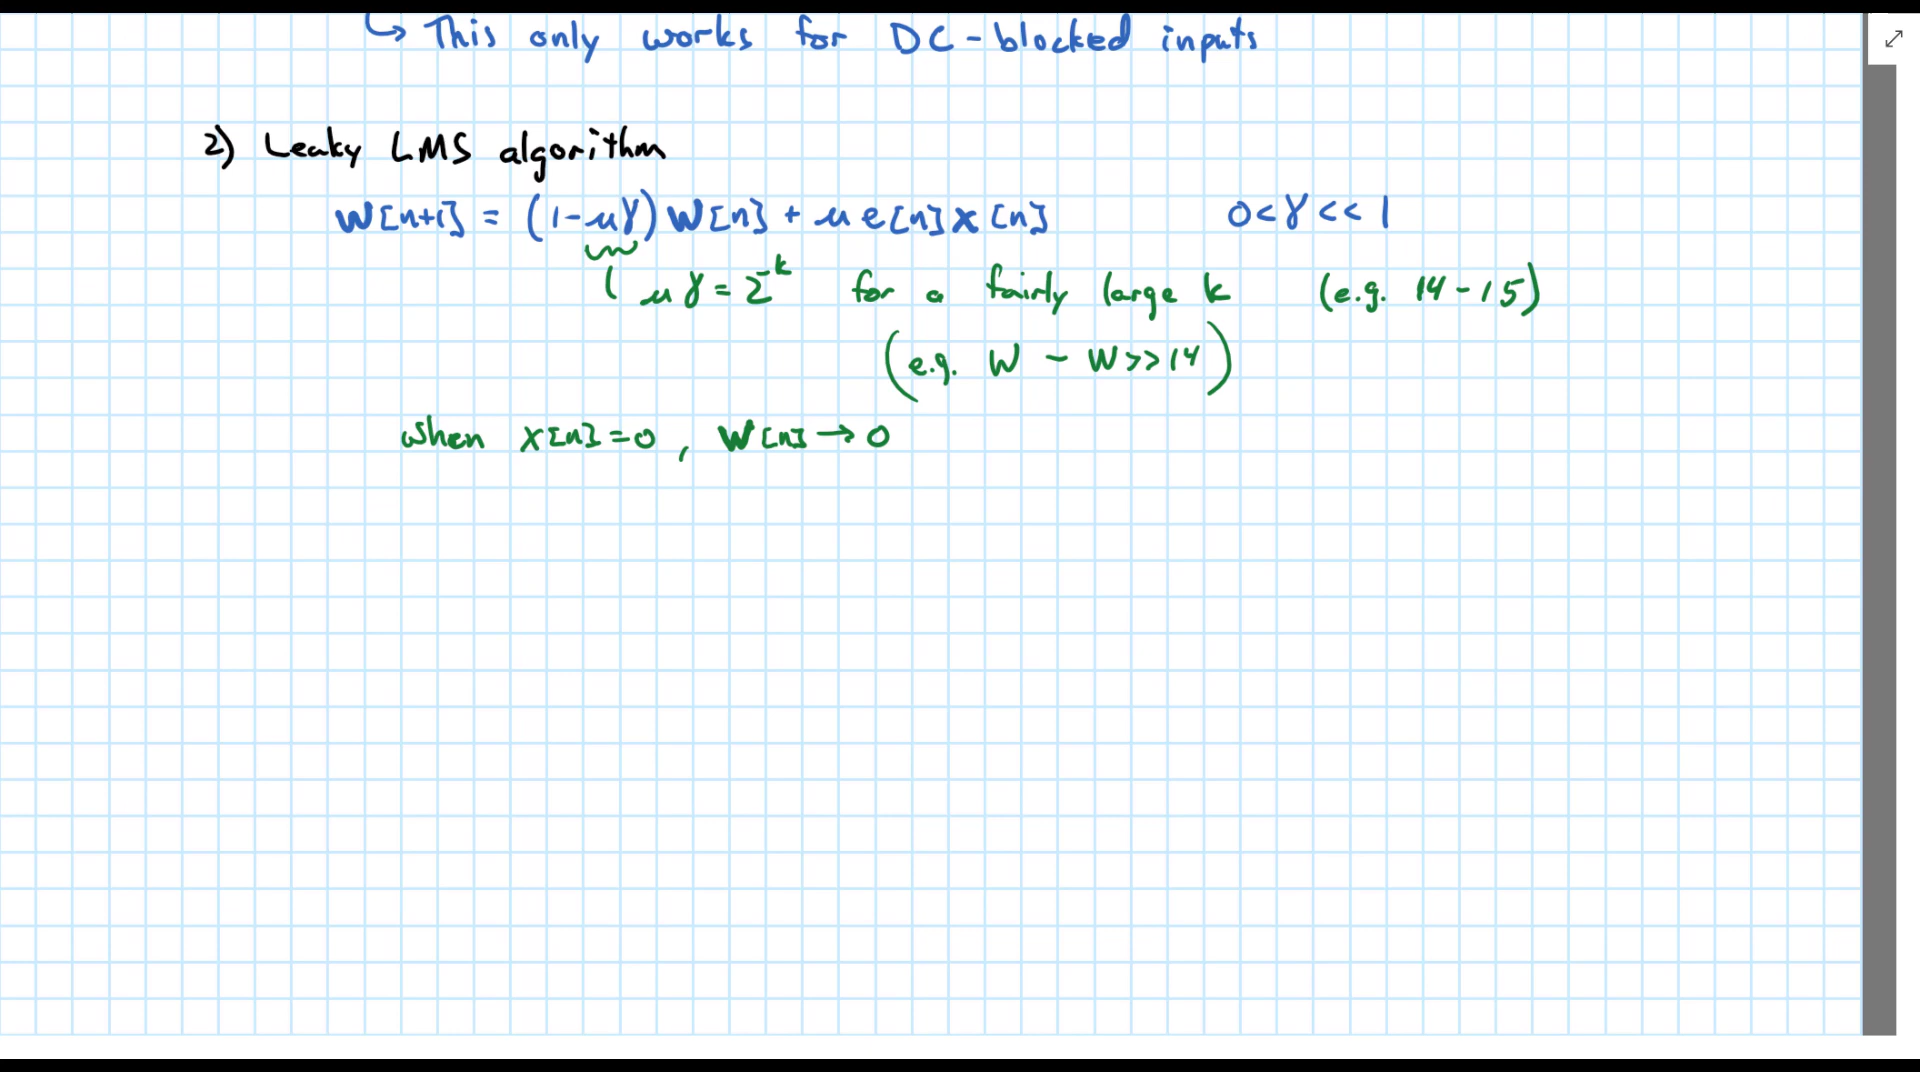 ↳ This only works for DC-blocked inputs
2) Leaky LMS algorithm
W[n+1] = (1-μγ) W[n] + μ e[n] x[n] 0<γ<<1
μγ = 2^-k for a fairly large k (e.g. 14-15)
(e.g. W - W>>14)
when x[n]=0, W[n] → 0